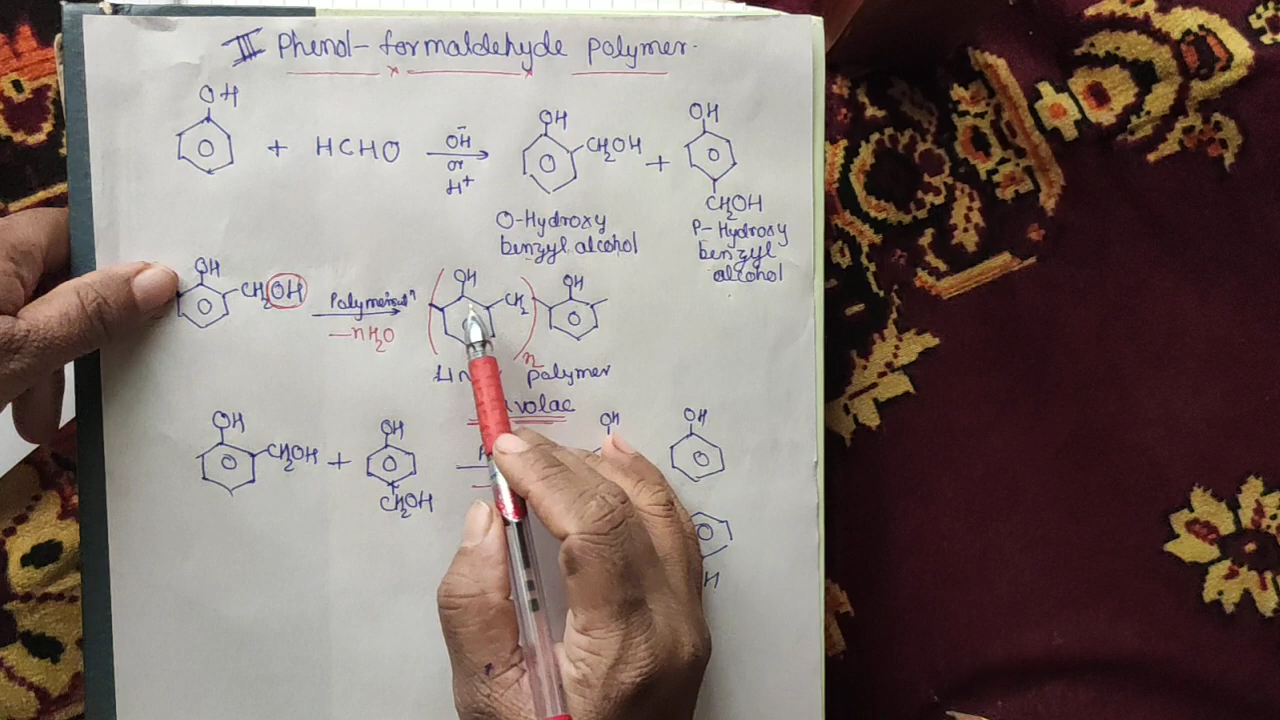 III Phenol-formaldehyde polymer.
OH
+ HCHO
OH
or
H+
OH
CH2OH
+
OH
CH2OH
O-Hydroxy
benzyl alcohol
P-Hydroxy
benzyl
alcohol
OH
CH2OH
-nH2O
OH
CH2
n
OH
polymer
OH
CH2OH
+
OH
CH2OH
OH
OH
H